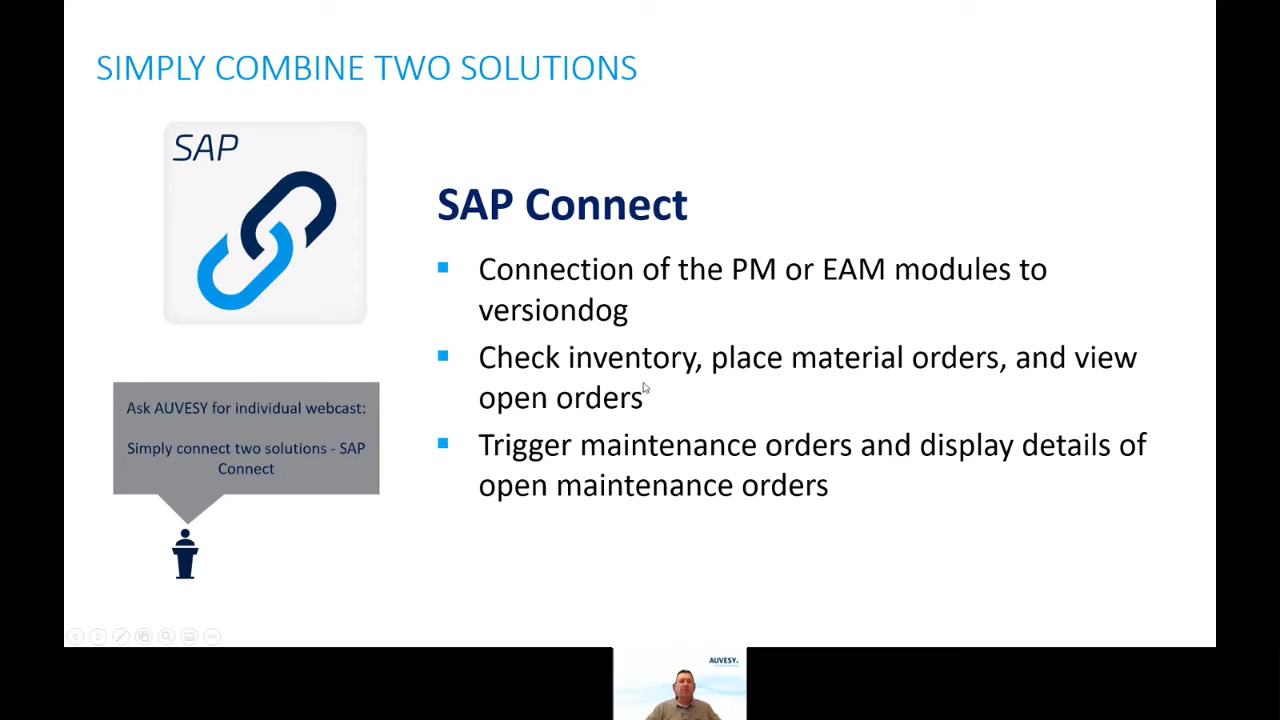 SIMPLY COMBINE TWO SOLUTIONS
SAP
SAP Connect
Connection of the PM or EAM modules to
versiondog
Check inventory, place material orders, and view
open orders
Trigger maintenance orders and display details of
open maintenance orders
Ask AUVESY for individual webcast:
Simply connect two solutions - SAP
Connect
AUVESY